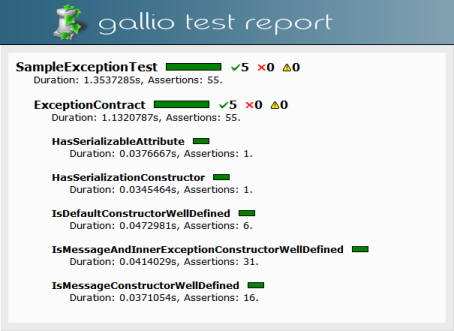 gallio test report
SampleExceptionTest ✓5 ×0 ⚠0
Duration: 1.3537285s, Assertions: 55.
ExceptionContract ✓5 ×0 ⚠0
Duration: 1.1320787s, Assertions: 55.
HasSerializableAttribute
Duration: 0.0376667s, Assertions: 1.
HasSerializationConstructor
Duration: 0.0345464s, Assertions: 1.
IsDefaultConstructorWellDefined
Duration: 0.0472981s, Assertions: 6.
IsMessageAndInnerExceptionConstructorWellDefined
Duration: 0.0414029s, Assertions: 31.
IsMessageConstructorWellDefined
Duration: 0.0371054s, Assertions: 16.